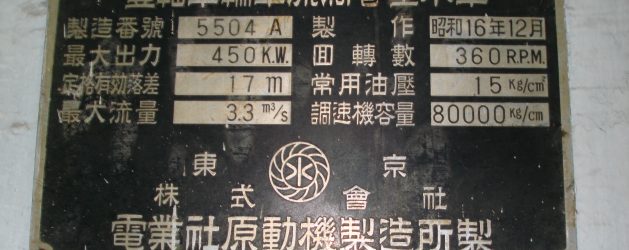 製造番號 5504 A 製作 昭和16年12月
最大出力 450 K.W. 回轉數 360 R.P.M.
定格有効落差 17 m 常用油壓 15 Kg/cm²
最大流量 3.3 m³/s 調速機容量 80000 Kg/cm
東京
株式會社
電業社原動機製造所製